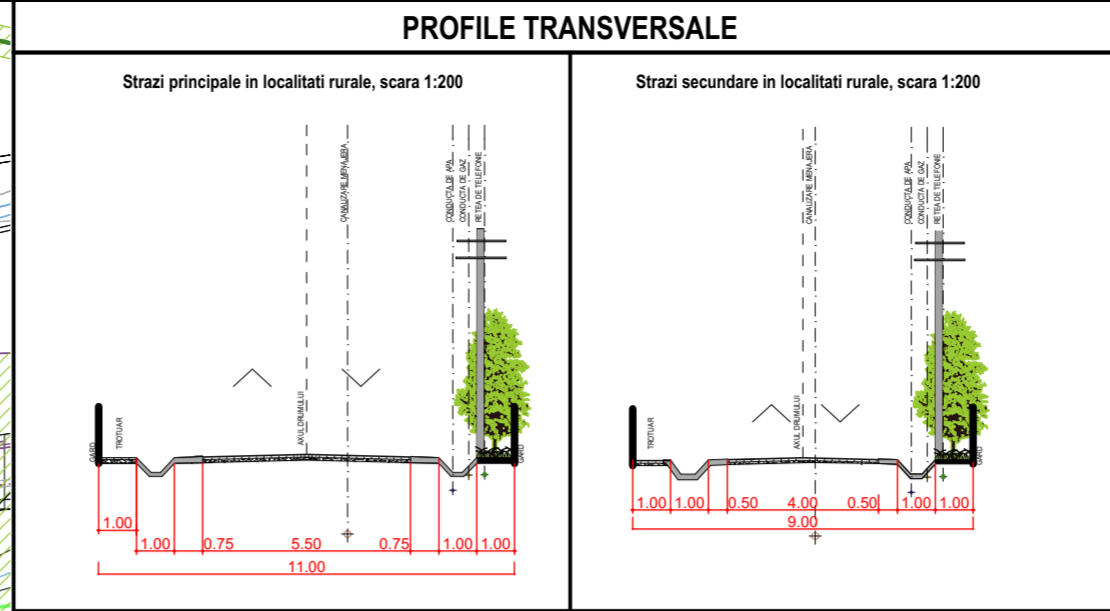 PROFILE TRANSVERSALE
Strazi principale in localitati rurale, scara 1:200
AXUL DRUMULUI
CANALIZARE MENAJERA
CONDUCTA DE APA
CONDUCTA DE GAZ
RETEA DE TELEFONIE
GARD
TROTUAR
GARD
1.00
1.00 0.75 5.50 0.75 1.00 1.00
11.00
Strazi secundare in localitati rurale, scara 1:200
AXUL DRUMULUI
CANALIZARE MENAJERA
CONDUCTA DE APA
CONDUCTA DE GAZ
RETEA DE TELEFONIE
TROTUAR
GARD
1.00 1.00 0.50 4.00 0.50 1.00 1.00
9.00